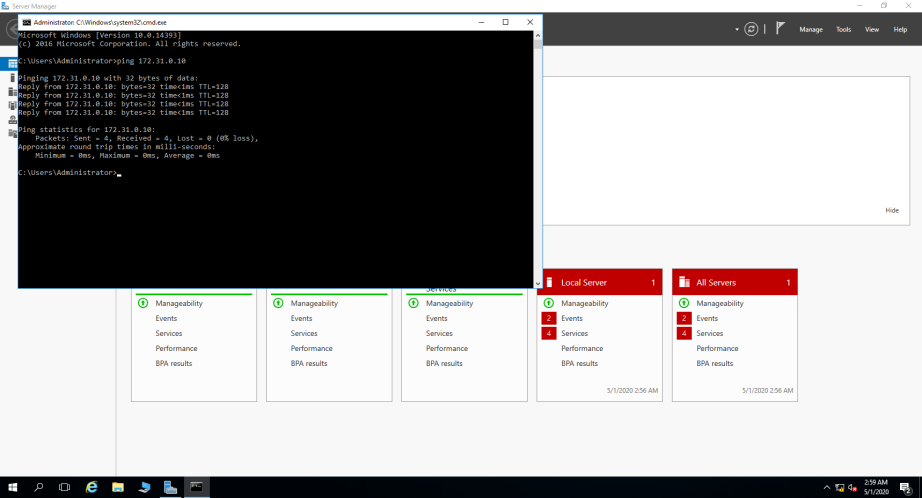 Server Manager
Administrator: C:\Windows\system32\cmd.exe
Manage Tools View Help
Microsoft Windows [Version 10.0.14393]
(c) 2016 Microsoft Corporation. All rights reserved.
C:\Users\Administrator>ping 172.31.0.10
Pinging 172.31.0.10 with 32 bytes of data:
Reply from 172.31.0.10: bytes=32 time<1ms TTL=128
Reply from 172.31.0.10: bytes=32 time<1ms TTL=128
Reply from 172.31.0.10: bytes=32 time<1ms TTL=128
Reply from 172.31.0.10: bytes=32 time<1ms TTL=128
Ping statistics for 172.31.0.10:
Packets: Sent = 4, Received = 4, Lost = 0 (0% loss),
Approximate round trip times in milli-seconds:
Minimum = 0ms, Maximum = 0ms, Average = 0ms
C:\Users\Administrator>
Hide
Services
Manageability
Events
Services
Performance
BPA results
Manageability
Events
Services
Performance
BPA results
Manageability
Events
Services
Performance
BPA results
Local Server 1
Manageability
2 Events
4 Services
Performance
BPA results
5/1/2020 2:56 AM
All Servers 1
Manageability
2 Events
4 Services
Performance
BPA results
5/1/2020 2:56 AM
2:59 AM
5/1/2020